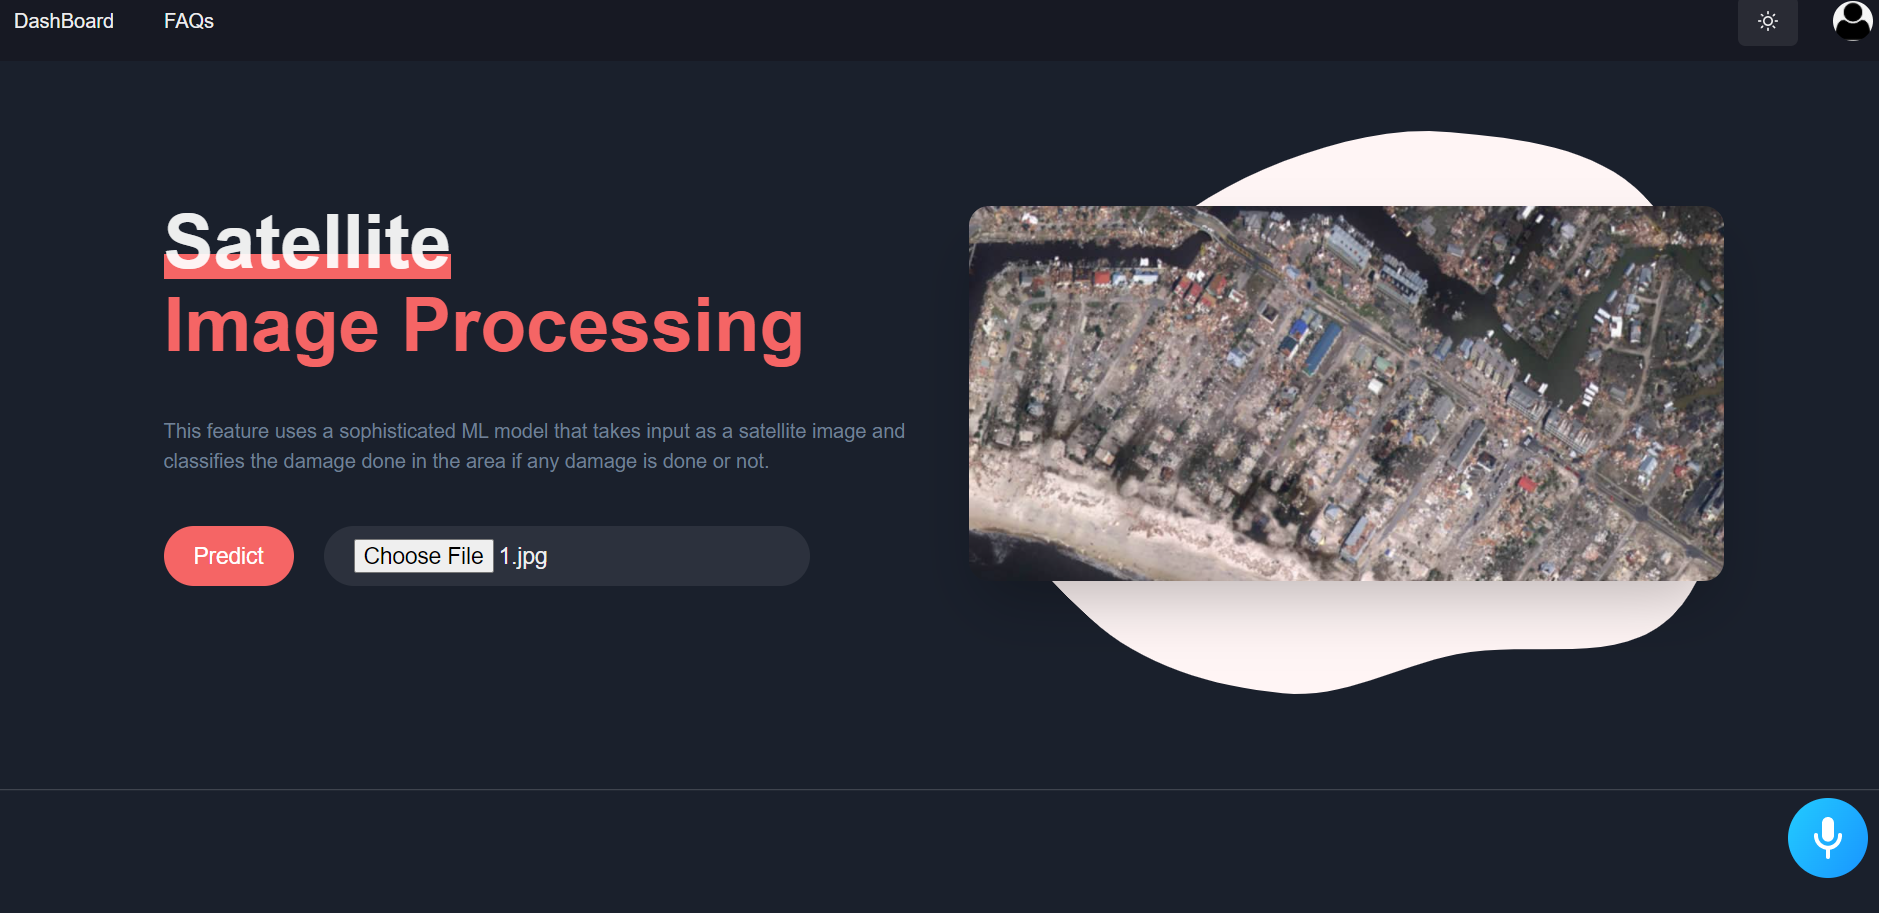 DashBoard
FAQs
Satellite
Image Processing
This feature uses a sophisticated ML model that takes input as a satellite image and
classifies the damage done in the area if any damage is done or not.
Predict
Choose File 1.jpg